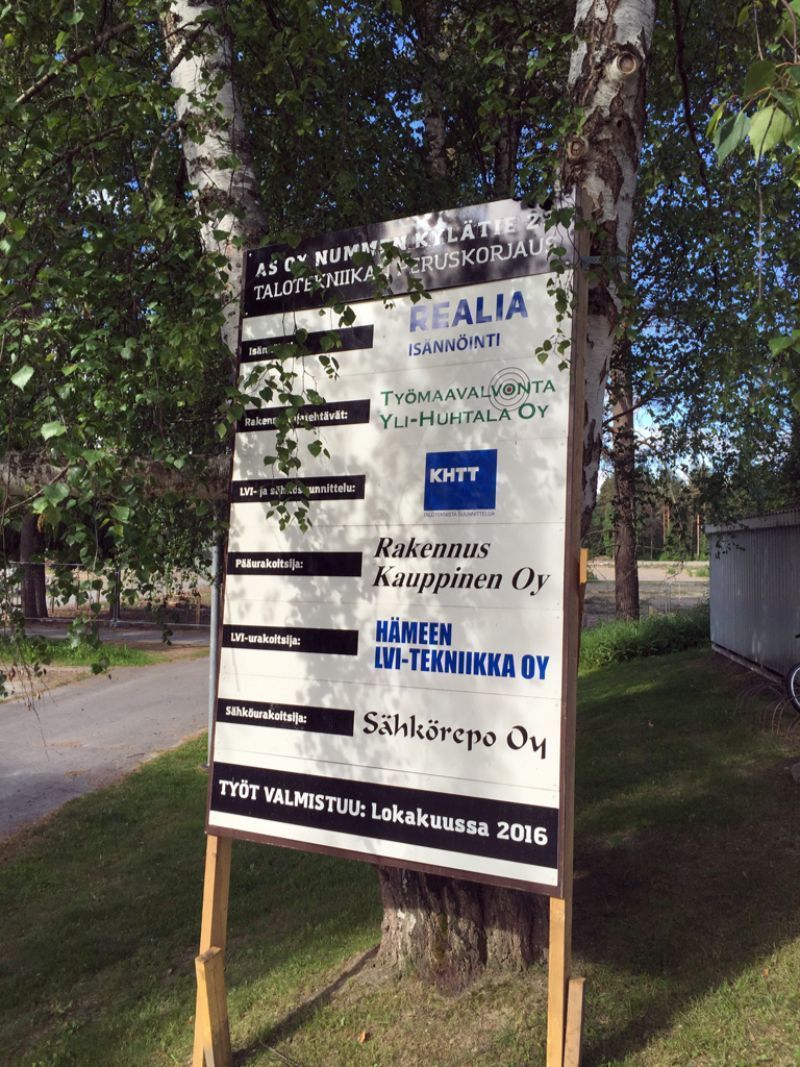 AS OY NUMMEN KYLÄTIE 2
TALOTEKNIIKAN PERUSKORJAUS
REALIA
ISÄNNÖINTI
TYÖMAAVALVONTA
YLI-HUHTALA OY
LVI- ja sähkösuunnittelu:
KHTT
Pääurakoitsija:
Rakennus
Kauppinen Oy
LVI-urakoitsija:
HÄMEEN
LVI-TEKNIIKKA OY
Sähköurakoitsija:
Sähkörepo Oy
TYÖT VALMISTUU: Lokakuussa 2016